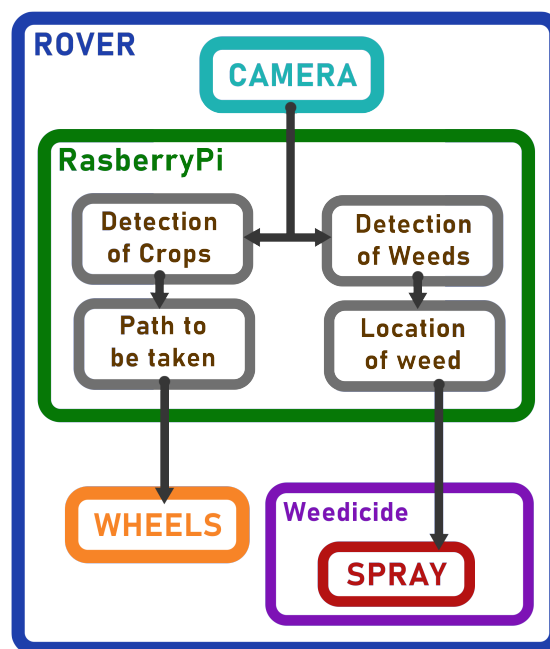 ROVER
CAMERA
RasberryPi
Detection
of Crops
Detection
of Weeds
Path to
be taken
Location
of weed
WHEELS
Weedicide
SPRAY